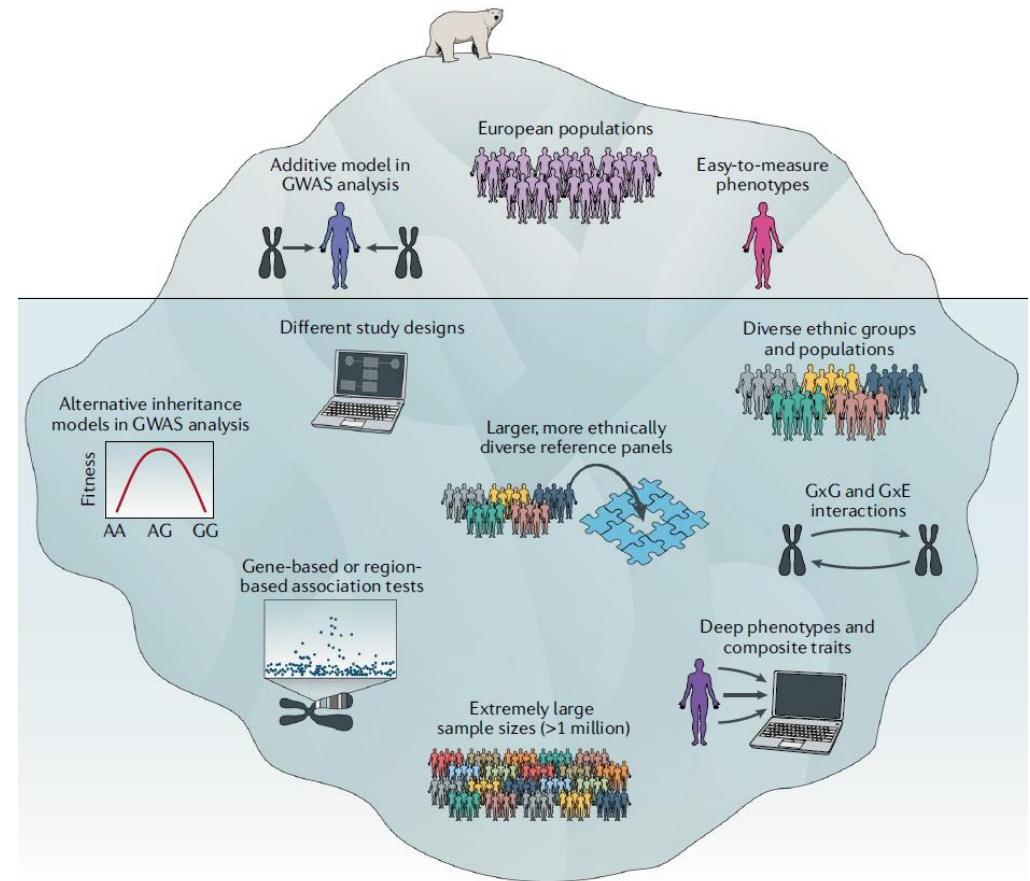 European populations
Additive model in
GWAS analysis
Easy-to-measure
phenotypes
Different study designs
Diverse ethnic groups
and populations
Alternative inheritance
models in GWAS analysis
Fitness
AA AG GG
Larger, more ethnically
diverse reference panels
GxG and GxE
interactions
Gene-based or region-
based association tests
Deep phenotypes and
composite traits
Extremely large
sample sizes (>1 million)